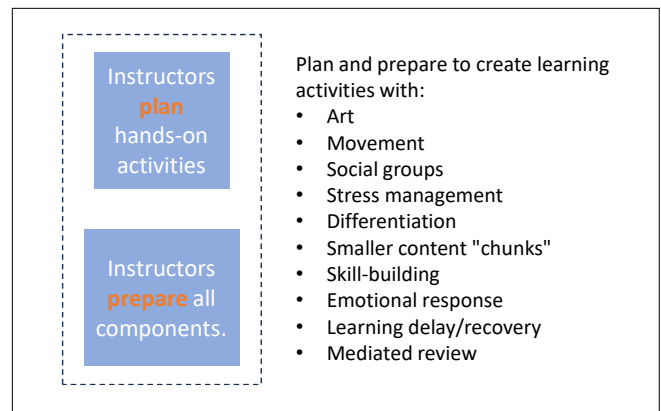 Instructors
plan
hands-on
activities
Instructors
prepare all
components.
Plan and prepare to create learning
activities with:
• Art
• Movement
• Social groups
• Stress management
• Differentiation
• Smaller content "chunks"
• Skill-building
• Emotional response
• Learning delay/recovery
• Mediated review